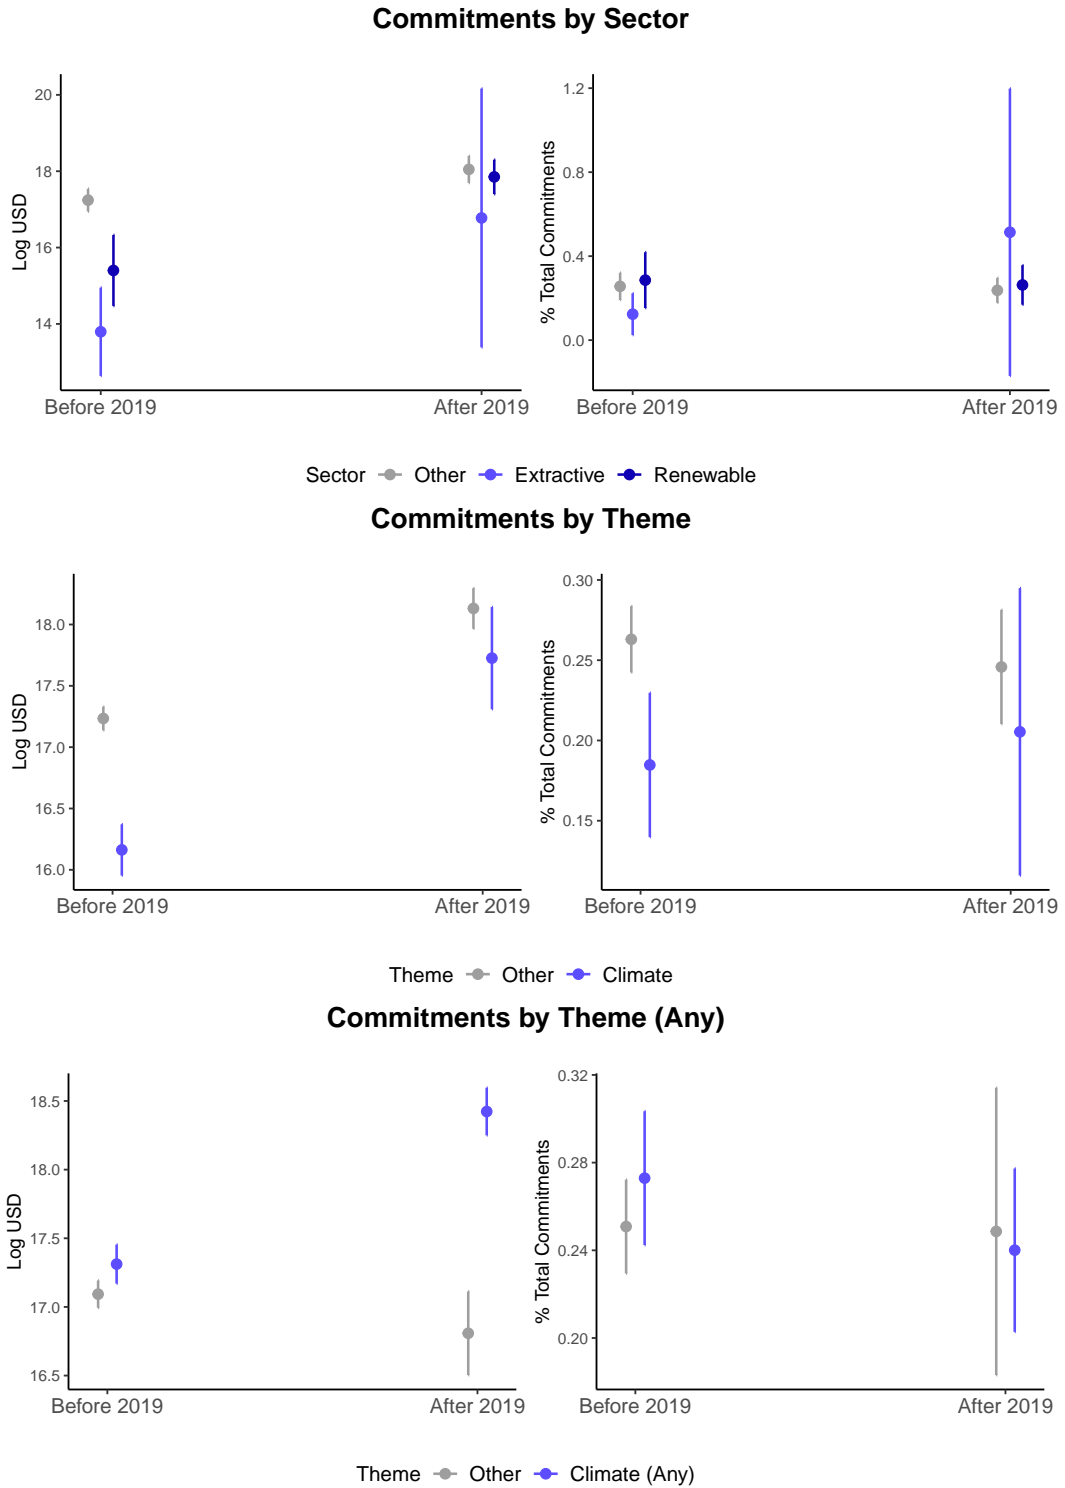 Commitments by Sector
Log USD
20
18
16
14
Before 2019
After 2019
% Total Commitments
1.2
0.8
0.4
0.0
Before 2019
After 2019
Sector Other Extractive Renewable
Commitments by Theme
Log USD
18.0
17.5
17.0
16.5
16.0
Before 2019
After 2019
% Total Commitments
0.30
0.25
0.20
0.15
Before 2019
After 2019
Theme Other Climate
Commitments by Theme (Any)
Log USD
18.5
18.0
17.5
17.0
16.5
Before 2019
After 2019
% Total Commitments
0.32
0.28
0.24
0.20
Before 2019
After 2019
Theme Other Climate (Any)